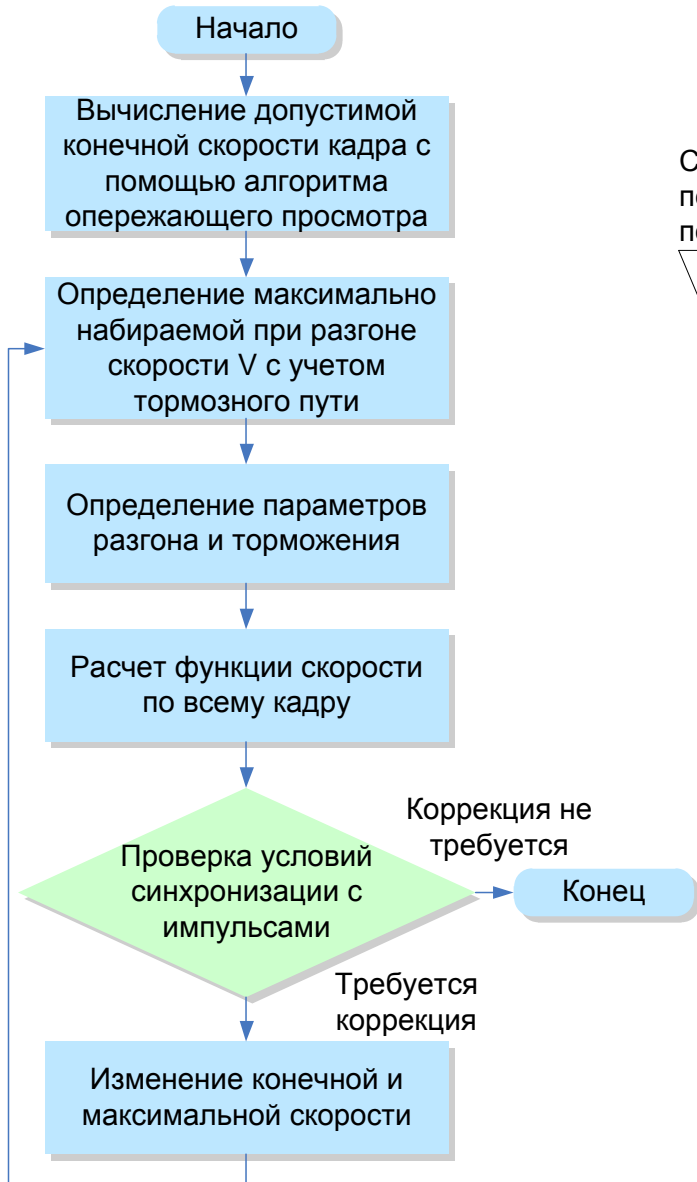 Начало
Вычисление допустимой
конечной скорости кадра с
помощью алгоритма
опережающего просмотра
Определение максимально
набираемой при разгоне
скорости V с учетом
тормозного пути
Определение параметров
разгона и торможения
Расчет функции скорости
по всему кадру
Проверка условий
синхронизации с
импульсами
Коррекция не
требуется
Конец
Требуется
коррекция
Изменение конечной и
максимальной скорости